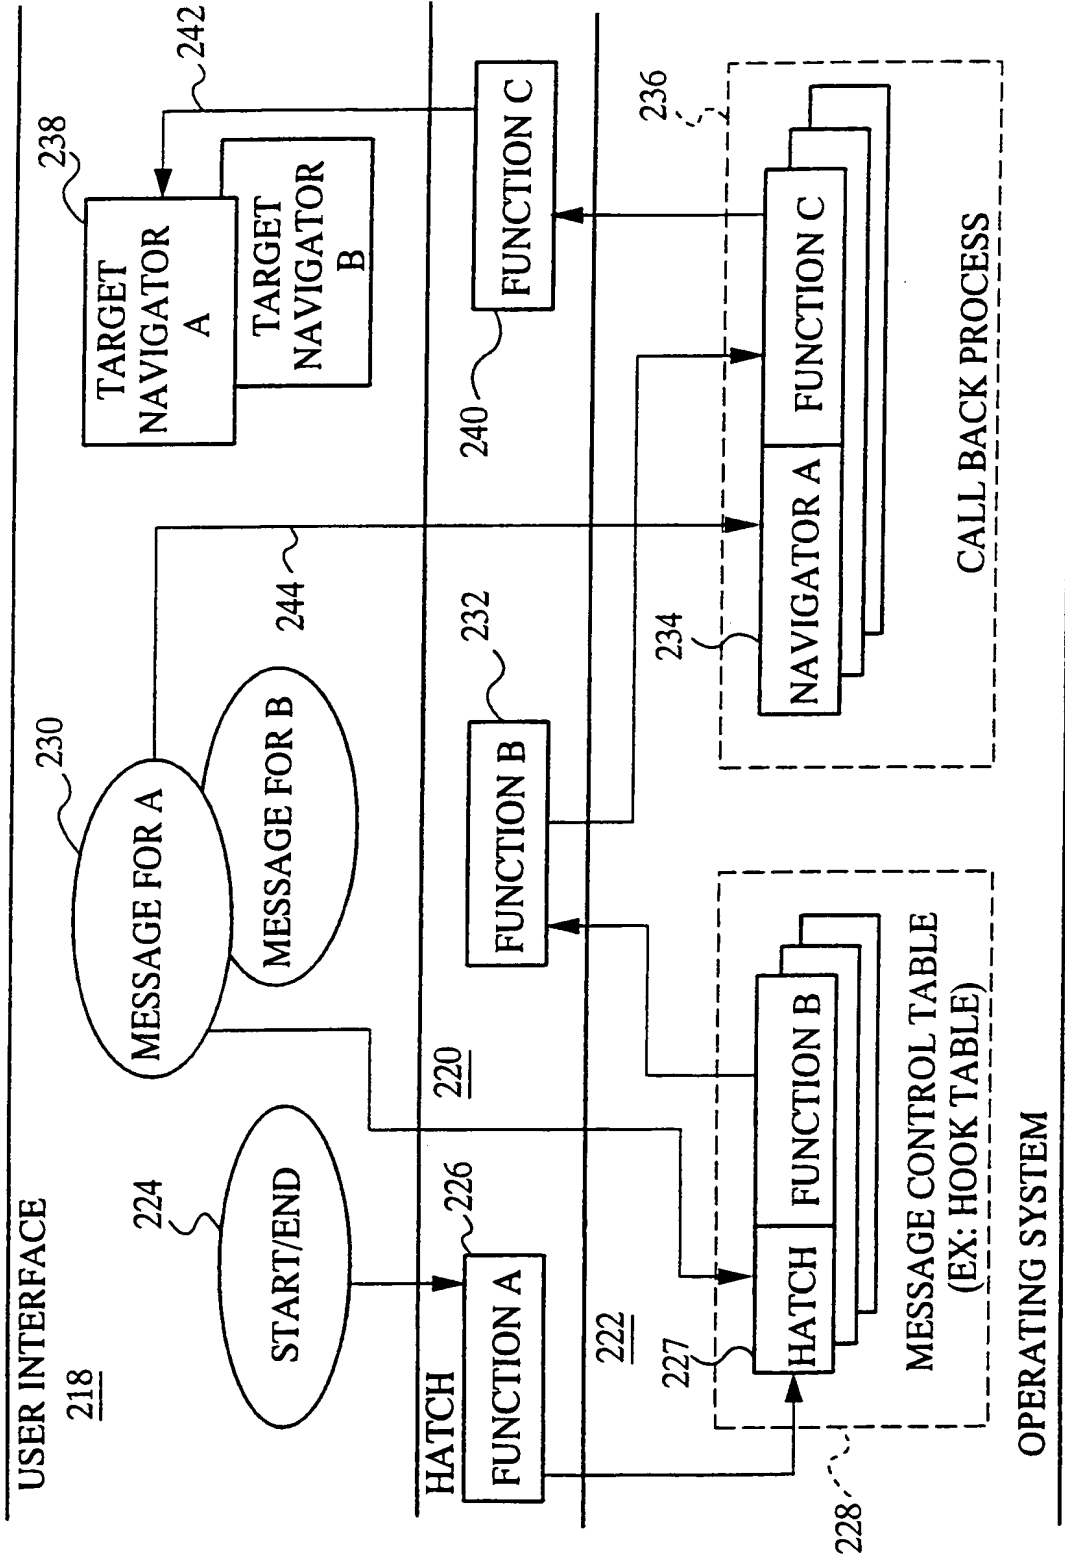 USER INTERFACE
218
224
START/END
230
MESSAGE FOR A
MESSAGE FOR B
244
238
TARGET
NAVIGATOR
A
TARGET
NAVIGATOR
B
242
HATCH
226
FUNCTION A
220
232
FUNCTION B
240
FUNCTION C
222
227
HATCH
FUNCTION B
228
MESSAGE CONTROL TABLE
(EX: HOOK TABLE)
234
NAVIGATOR A
FUNCTION C
236
CALL BACK PROCESS
OPERATING SYSTEM